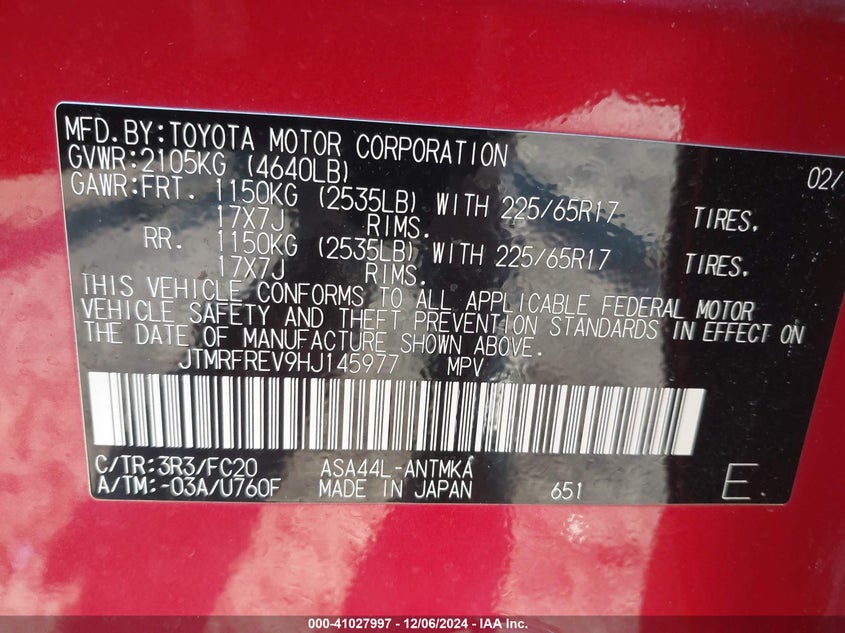 MFD.BY:TOYOTA MOTOR CORPORATION 02/
GVWR:2105KG (4640LB)
GAWR:FRT. 1150KG (2535LB) WITH 225/65R17 TIRES.
17X7J RIMS.
RR. 1150KG (2535LB) WITH 225/65R17 TIRES.
17X7J RIMS.
THIS VEHICLE CONFORMS TO ALL APPLICABLE FEDERAL MOTOR
VEHICLE SAFETY AND THEFT PREVENTION STANDARDS IN EFFECT ON
THE DATE OF MANUFACTURE SHOWN ABOVE.
JTMRFREV9HJ145977 MPV
C/TR:3R3/FC20 ASA44L-ANTMKA
A/TM:-03A/U760F MADE IN JAPAN 651 E.
000-41027997 - 12/06/2024 - IAA Inc.